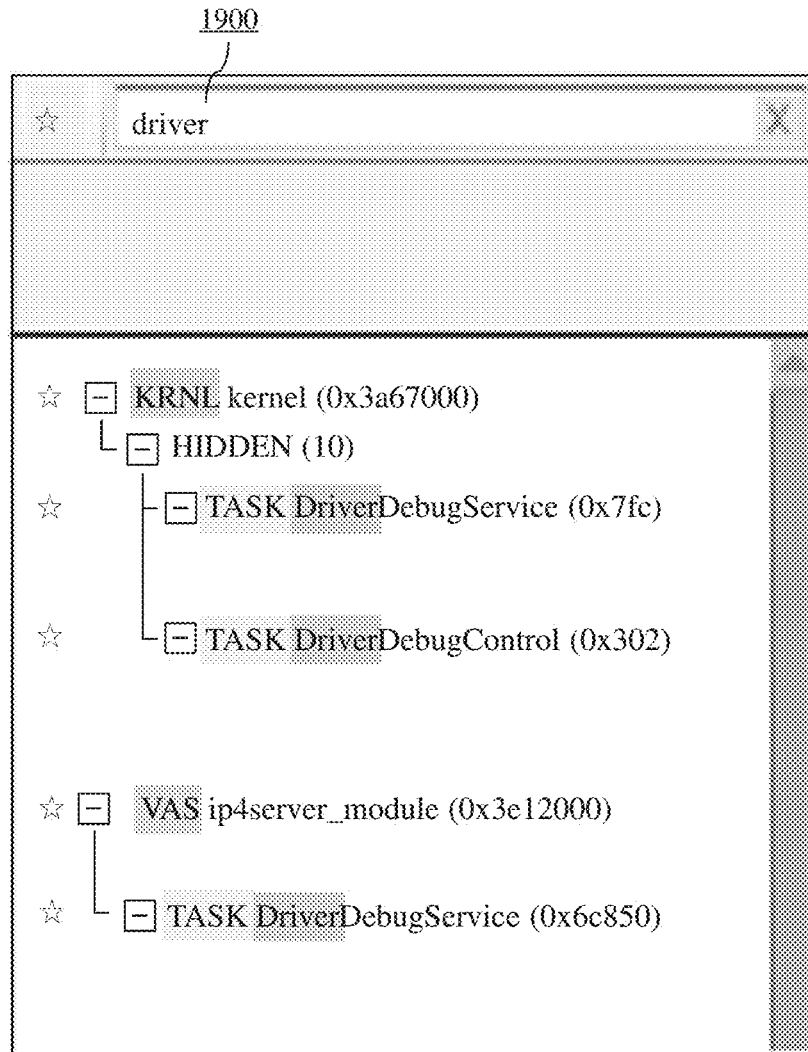 1900
driver X
KRNL kernel (0x3a67000)
HIDDEN (10)
TASK DriverDebugService (0x7fc)
TASK DriverDebugControl (0x302)
VAS ip4server_module (0x3e12000)
TASK DriverDebugService (0x6c850)